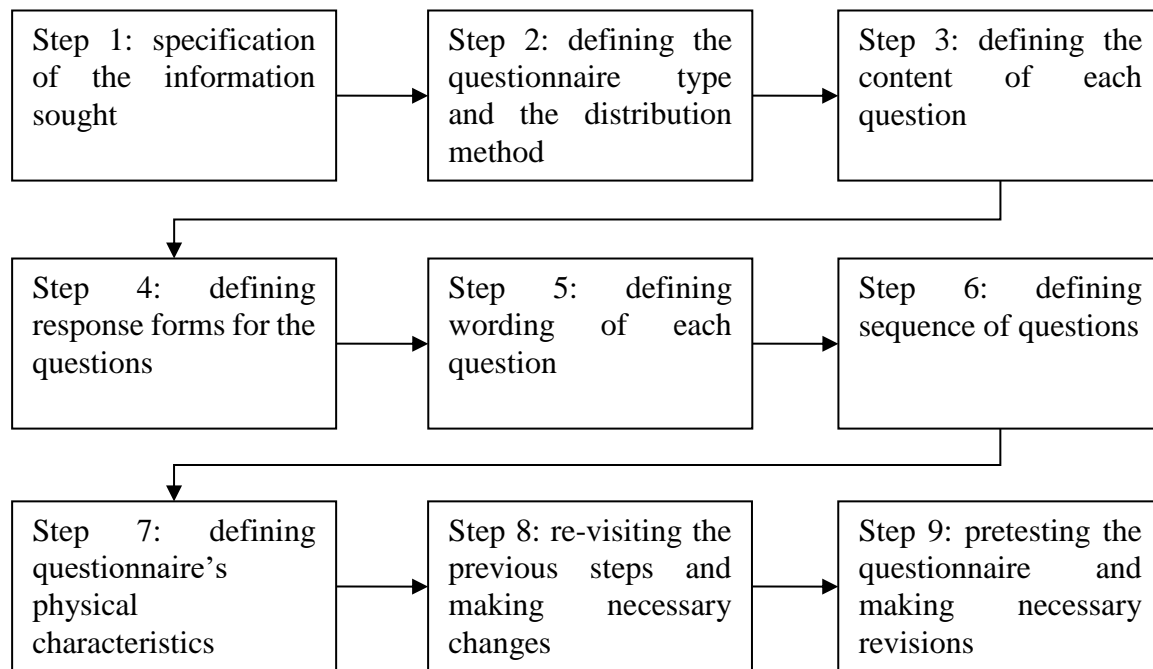 Step 1: specification
of the information
sought
Step 2: defining the
questionnaire type
and the distribution
method
Step 3: defining the
content of each
question
Step 4: defining
response forms for the
questions
Step 5: defining
wording of each
question
Step 6: defining
sequence of questions
Step 7: defining
questionnaire’s
physical
characteristics
Step 8: re-visiting the
previous steps and
making necessary
changes
Step 9: pretesting the
questionnaire and
making necessary
revisions